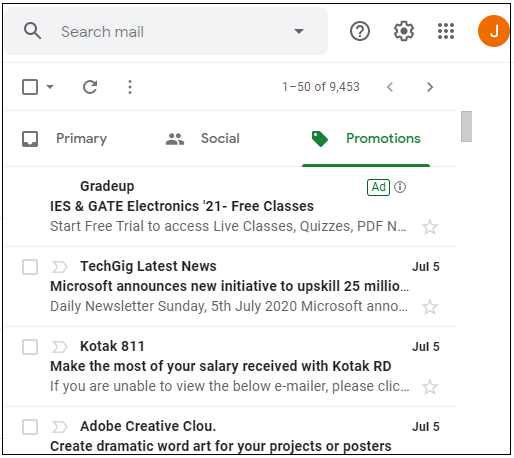 Search mail
J
1–50 of 9,453
Primary Social Promotions
Gradeup Ad
IES & GATE Electronics '21- Free Classes
Start Free Trial to access Live Classes, Quizzes, PDF N...
TechGig Latest News Jul 5
Microsoft announces new initiative to upskill 25 millio...
Daily Newsletter Sunday, 5th July 2020 Microsoft anno...
Kotak 811 Jul 5
Make the most of your salary received with Kotak RD
If you are unable to view the below e-mailer, please clic...
Adobe Creative Clou. Jul 5
Create dramatic word art for your projects or posters